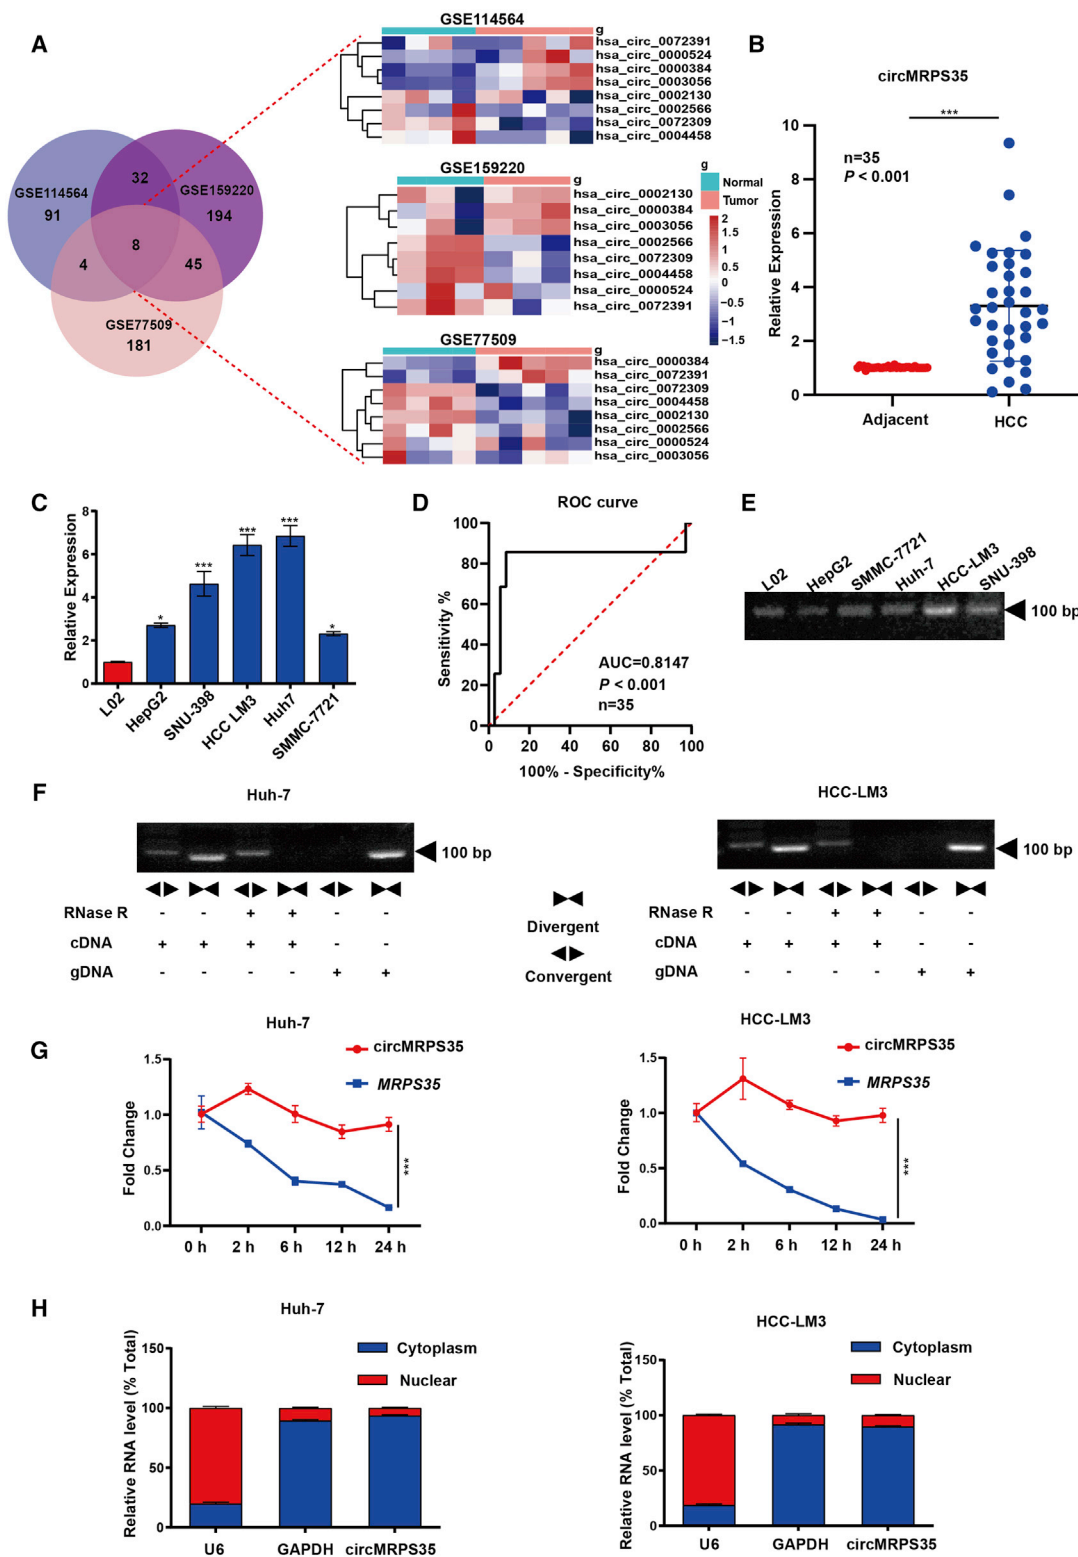 A
GSE114564
g
hsa_circ_0072391
hsa_circ_0000524
hsa_circ_0000384
hsa_circ_0003056
hsa_circ_0002130
hsa_circ_0002566
hsa_circ_0072309
hsa_circ_0004458
GSE114564
91
32
GSE159220
194
8
4
45
GSE77509
181
GSE159220
g
hsa_circ_0002130
hsa_circ_0000384
hsa_circ_0003056
hsa_circ_0002566
hsa_circ_0072309
hsa_circ_0004458
hsa_circ_0000524
hsa_circ_0072391
g
Normal
Tumor
2
1.5
1
0.5
0
−0.5
−1
−1.5
GSE77509
g
hsa_circ_0000384
hsa_circ_0072391
hsa_circ_0072309
hsa_circ_0004458
hsa_circ_0002130
hsa_circ_0002566
hsa_circ_0000524
hsa_circ_0003056
B
circMRPS35
***
n=35
P < 0.001
Relative Expression
10
8
6
4
2
0
Adjacent
HCC
C
Relative Expression
8
6
4
2
0
*
***
***
***
*
L02
HepG2
SNU-398
HCC LM3
Huh7
SMMC-7721
D
ROC curve
Sensitivity %
100
80
60
40
20
0
AUC=0.8147
P < 0.001
n=35
0 20 40 60 80 100
100% - Specificity%
E
L02
HepG2
SMMC-7721
Huh-7
HCC-LM3
SNU-398
100 bp
F
Huh-7
100 bp
RNase R - - + + - -
cDNA + + + + - -
gDNA - - - - + +
Divergent
Convergent
HCC-LM3
100 bp
RNase R - - + + - -
cDNA + + + + - -
gDNA - - - - + +
G
Huh-7
circMRPS35
MRPS35
Fold Change
1.5
1.0
0.5
0.0
***
0 h 2 h 6 h 12 h 24 h
HCC-LM3
circMRPS35
MRPS35
Fold Change
1.5
1.0
0.5
0.0
***
0 h 2 h 6 h 12 h 24 h
H
Huh-7
Cytoplasm
Nuclear
Relative RNA level (% Total)
150
100
50
0
U6 GAPDH circMRPS35
HCC-LM3
Cytoplasm
Nuclear
Relative RNA level (% Total)
150
100
50
0
U6 GAPDH circMRPS35